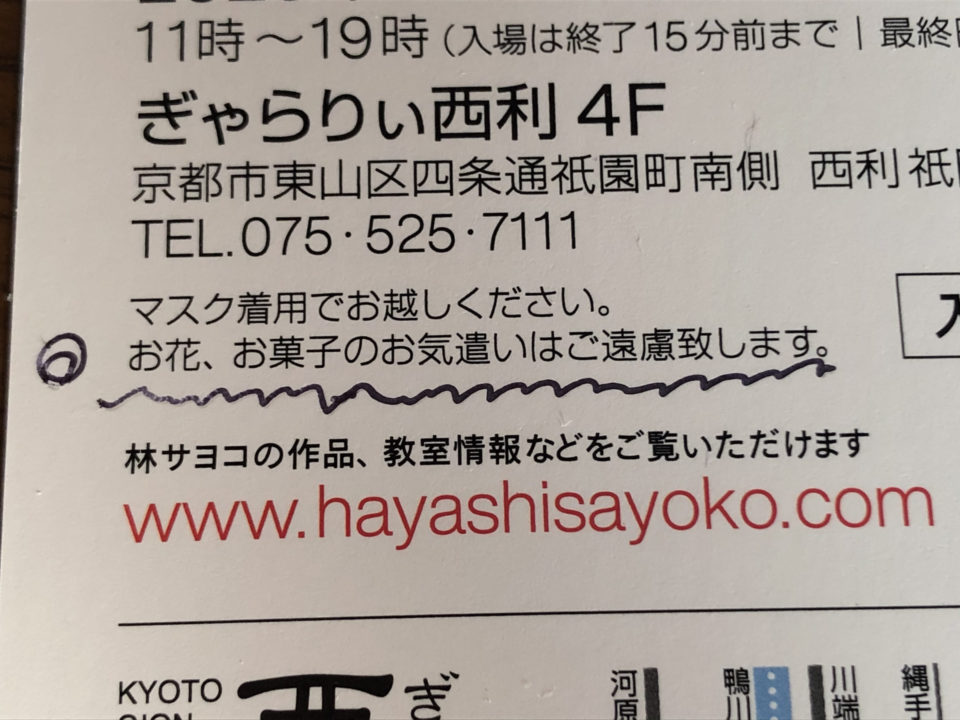 11時～19時（入場は終了15分前まで｜最終
ぎゃらりぃ西利 4F
京都市東山区四条通祇園町南側 西利祇
TEL.075·525·7111
マスク着用でお越しください。
お花、お菓子のお気遣いはご遠慮致します。
林サヨコの作品、教室情報などをご覧いただけます
www.hayashisayoko.com
KYOTO
西
ぎ
河原
鴨川
川端
縄手